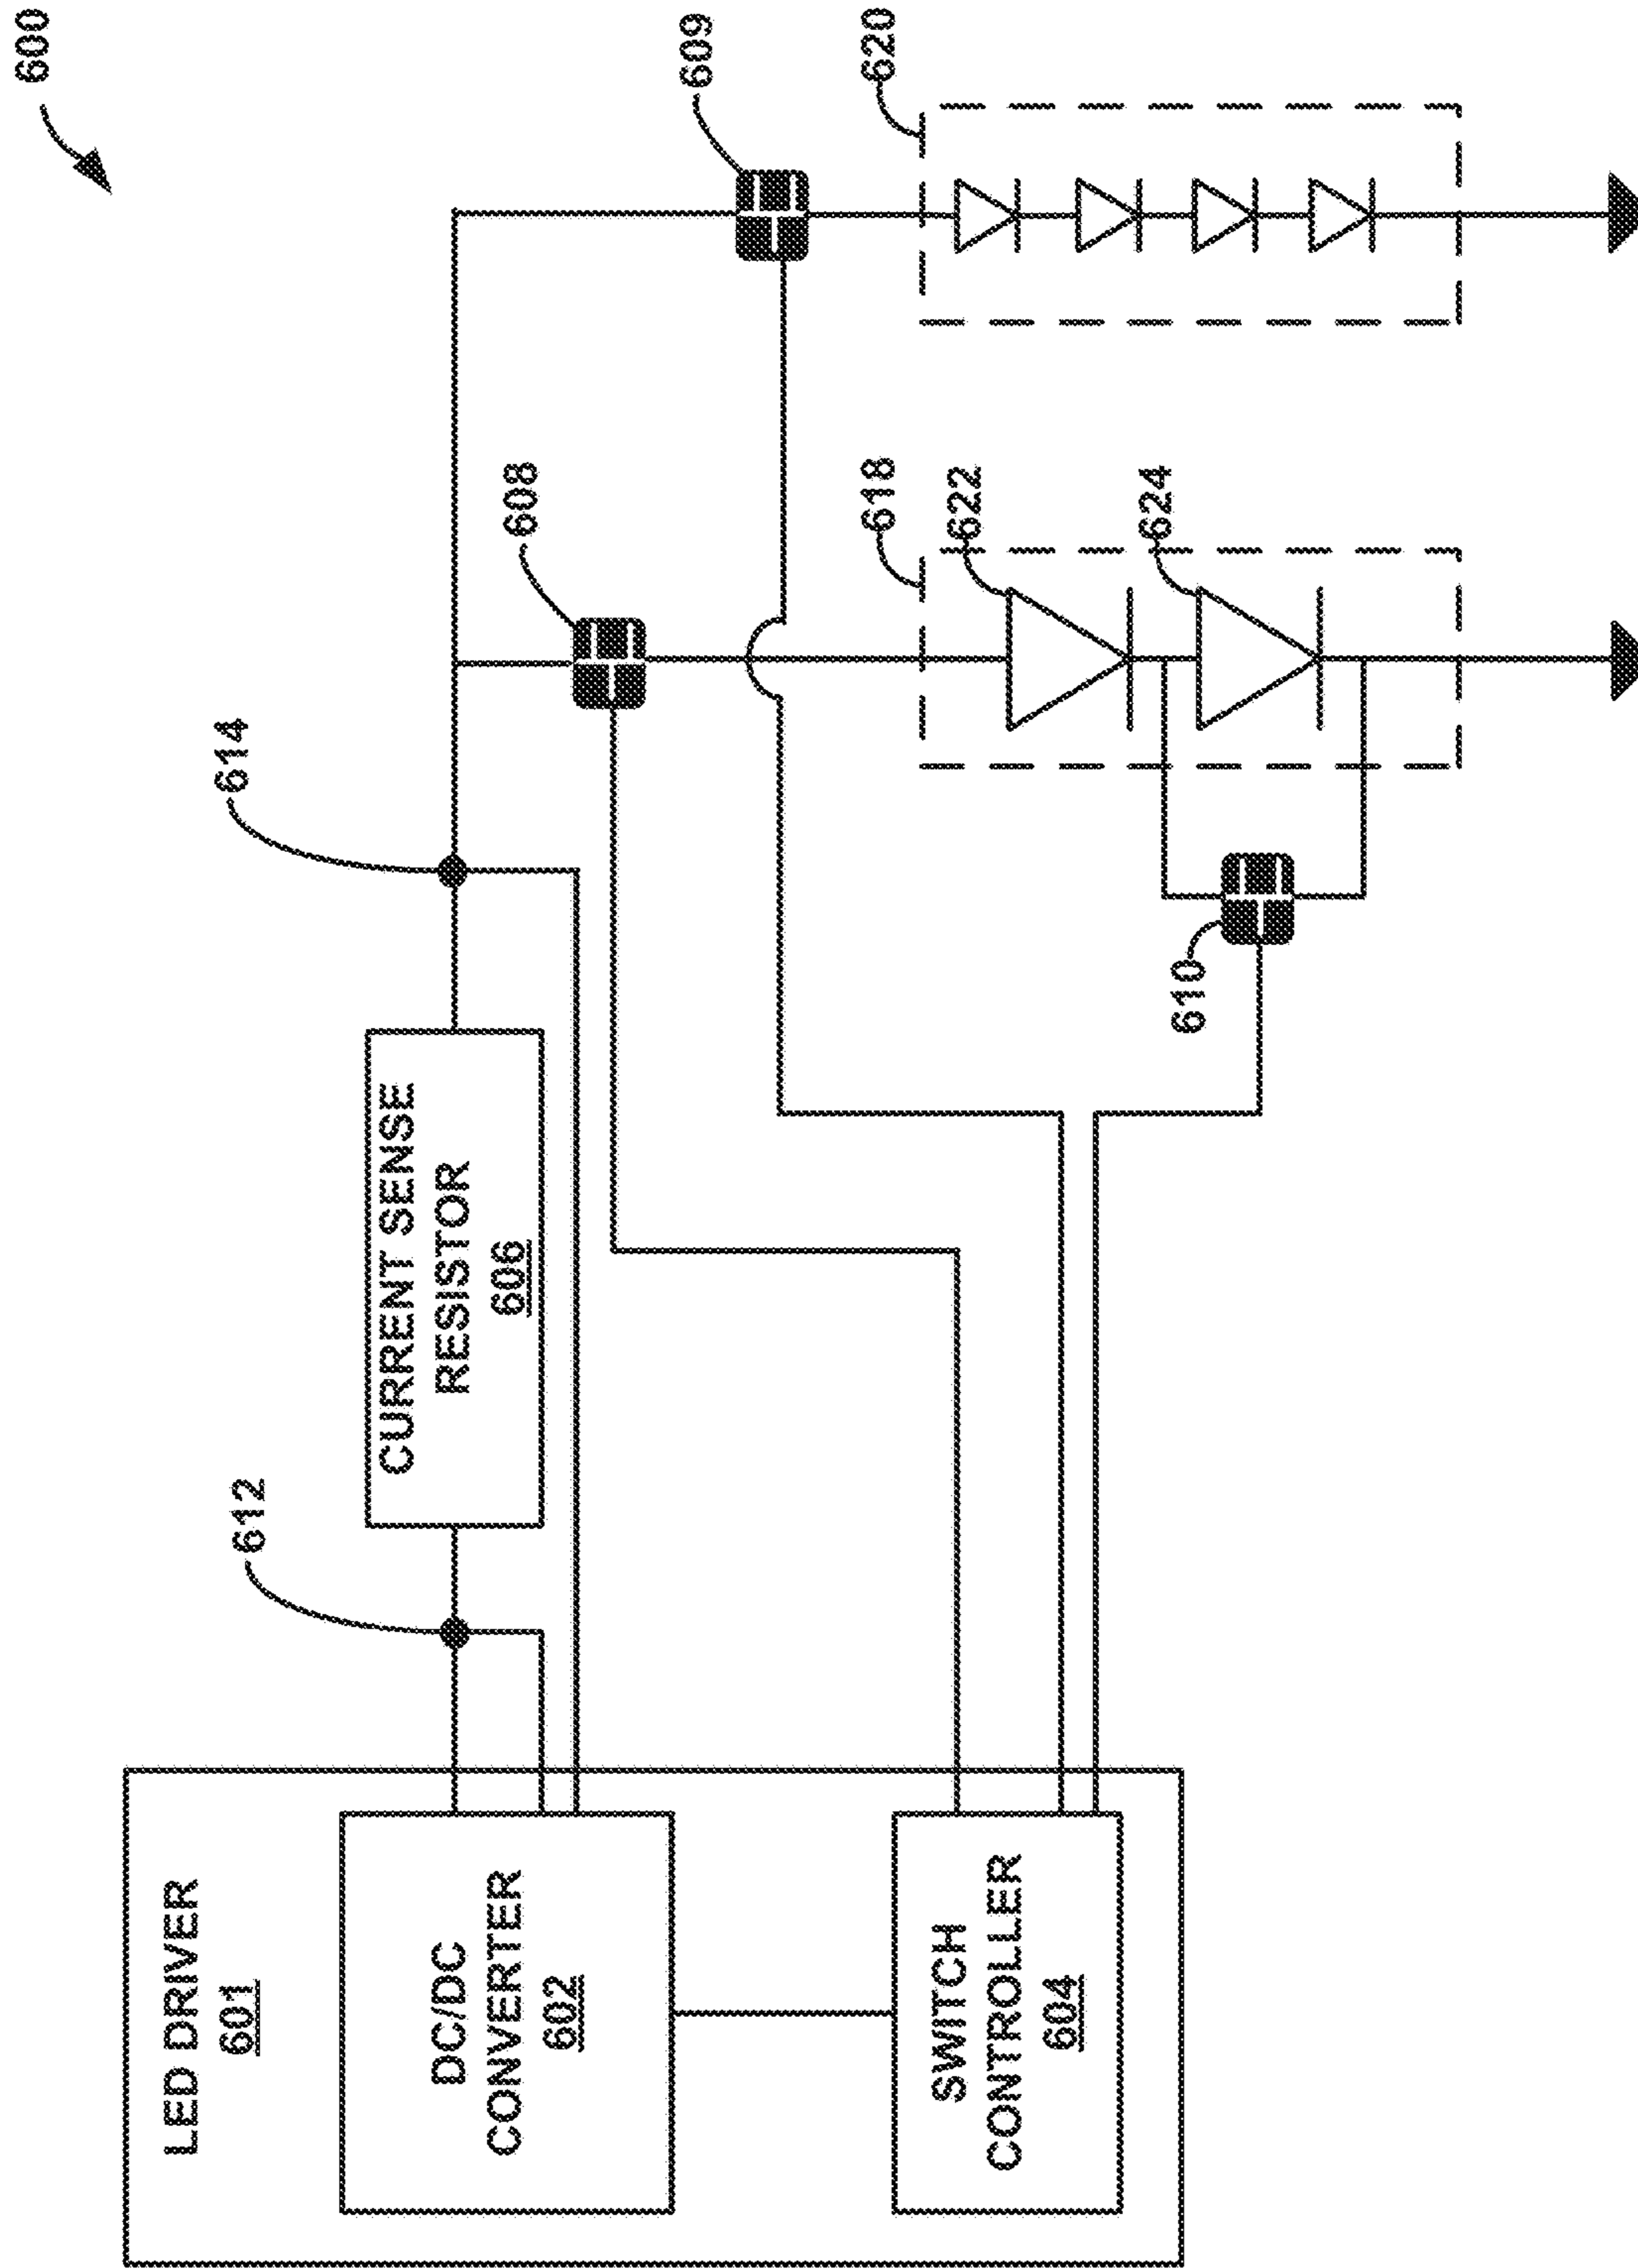 600
LED DRIVER
601
DC/DC
CONVERTER
602
SWITCH
CONTROLLER
604
612
CURRENT SENSE
RESISTOR
606
614
608
609
610
618
622
624
620